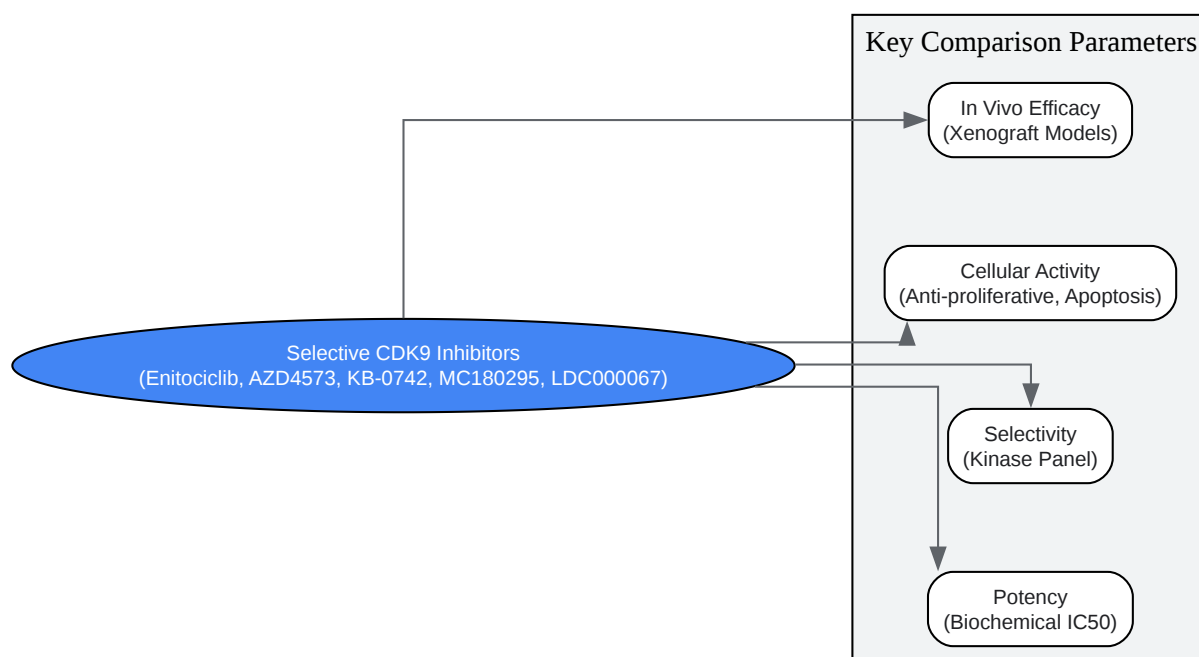 Key Comparison Parameters
In Vivo Efficacy
(Xenograft Models)
Cellular Activity
(Anti-proliferative, Apoptosis)
Selective CDK9 Inhibitors
(Enitociclib, AZD4573, KB-0742, MC180295, LDC000067)
Selectivity
(Kinase Panel)
Potency
(Biochemical IC50)